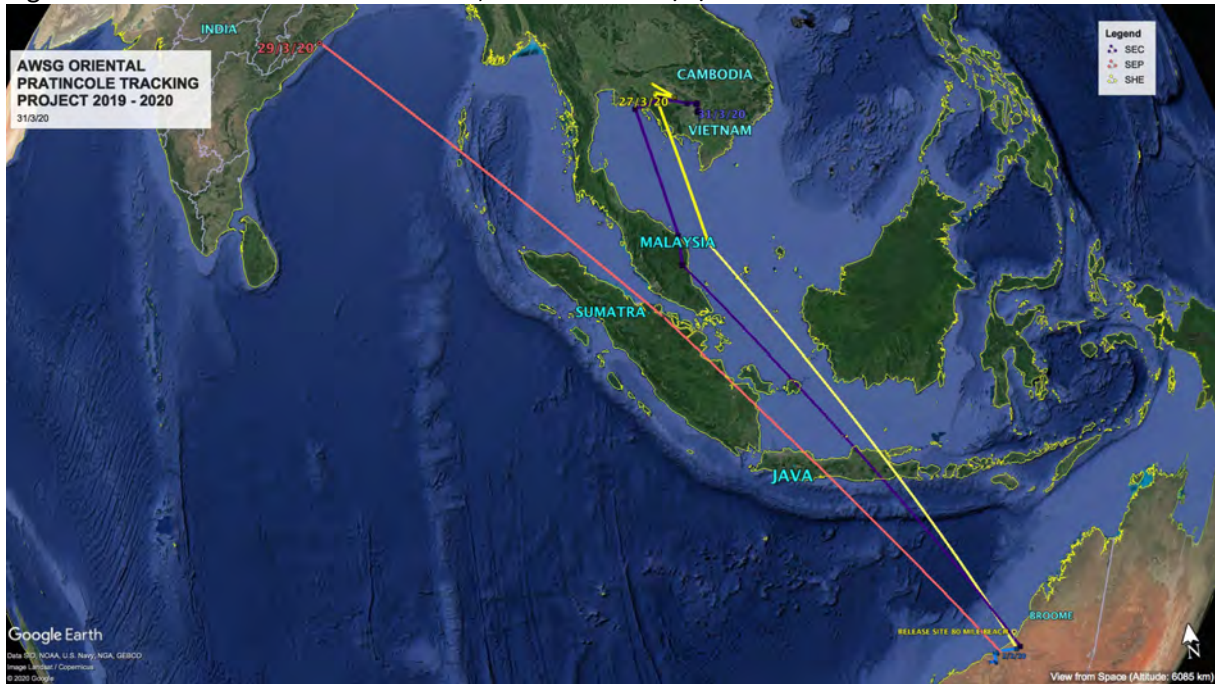 INDIA
29/3/20
AWSG ORIENTAL
PRATINCOLE TRACKING
PROJECT 2019 - 2020
31/3/20
Legend
SEC
SEP
SHE
CAMBODIA
27/3/20
31/3/20
VIETNAM
MALAYSIA
SUMATRA
JAVA
BROOME
RELEASE SITE 80 MILE BEACH
Google Earth
Data SIO, NOAA, U.S. Navy, NGA, GEBCO
Image Landsat / Copernicus
© 2020 Google
N
View from Space (Altitude: 6085 km)